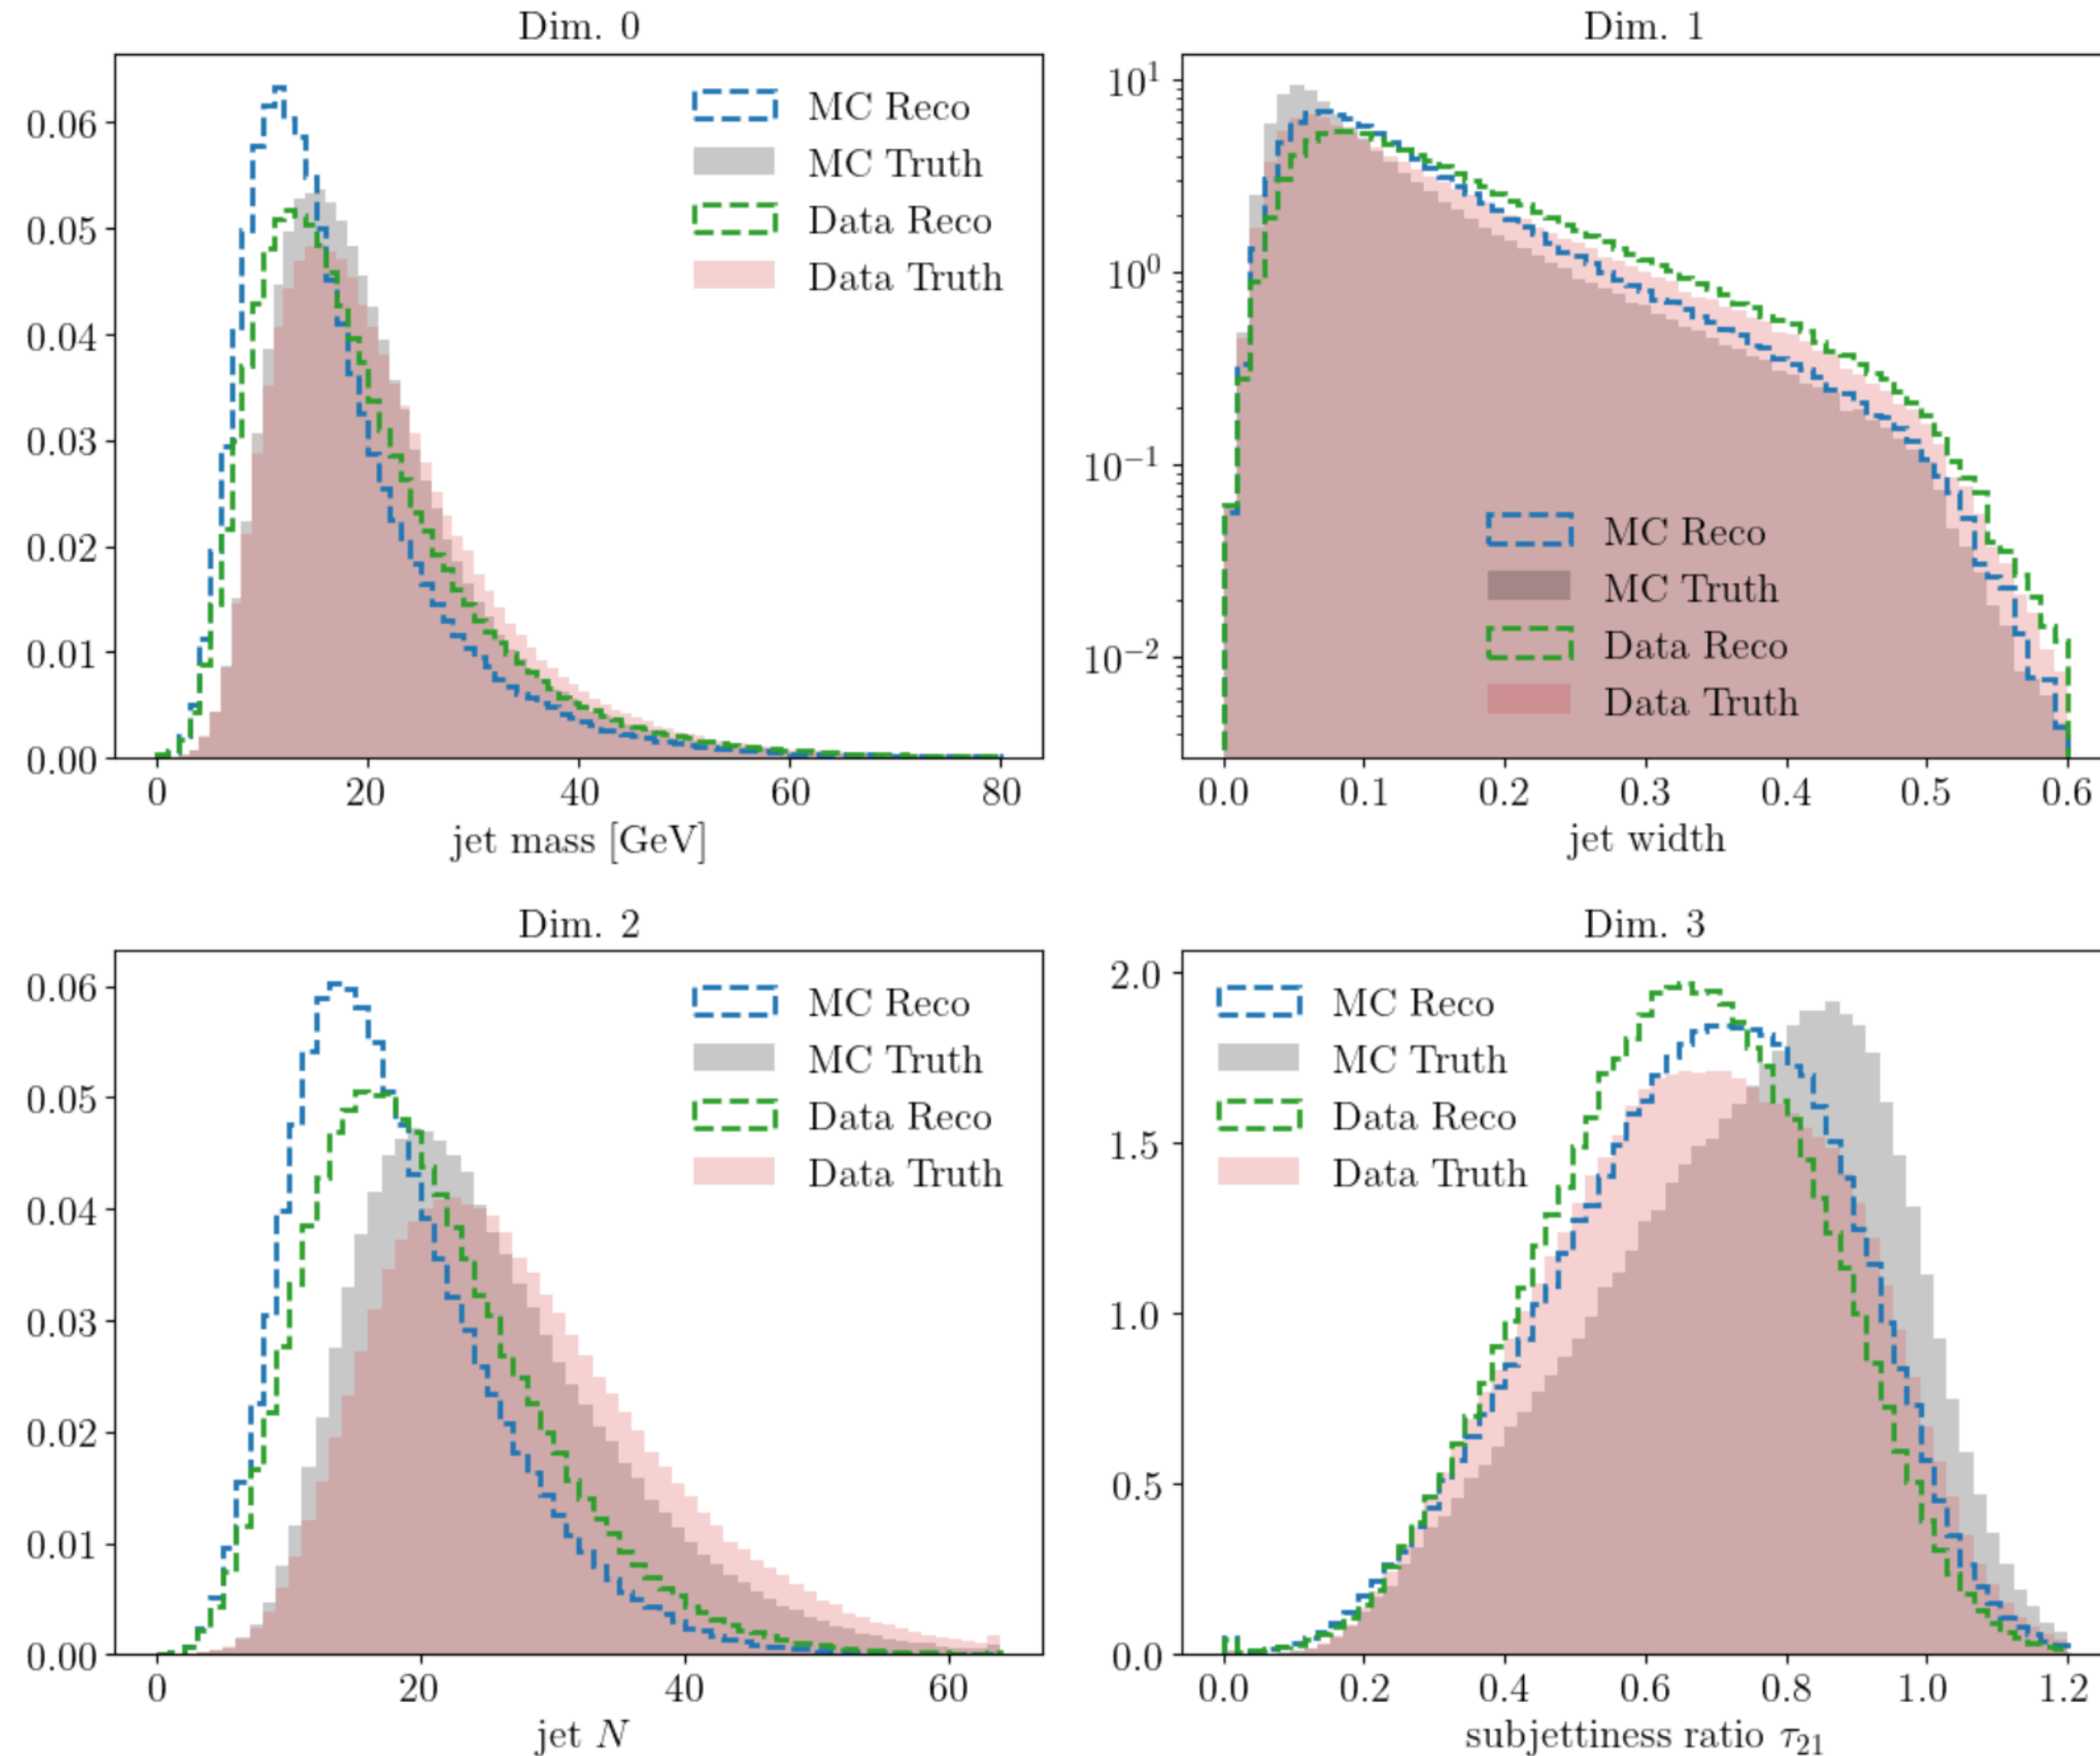 Dim. 0
0.06
0.05
0.04
0.03
0.02
0.01
0.00
MC Reco
MC Truth
Data Reco
Data Truth
0 20 40 60 80
jet mass [GeV]
Dim. 1
10¹
10⁰
10⁻¹
10⁻²
MC Reco
MC Truth
Data Reco
Data Truth
0.0 0.1 0.2 0.3 0.4 0.5 0.6
jet width
Dim. 2
0.06
0.05
0.04
0.03
0.02
0.01
0.00
MC Reco
MC Truth
Data Reco
Data Truth
0 20 40 60
jet N
Dim. 3
2.0
1.5
1.0
0.5
0.0
MC Reco
MC Truth
Data Reco
Data Truth
0.0 0.2 0.4 0.6 0.8 1.0 1.2
subjettiness ratio τ₂₁